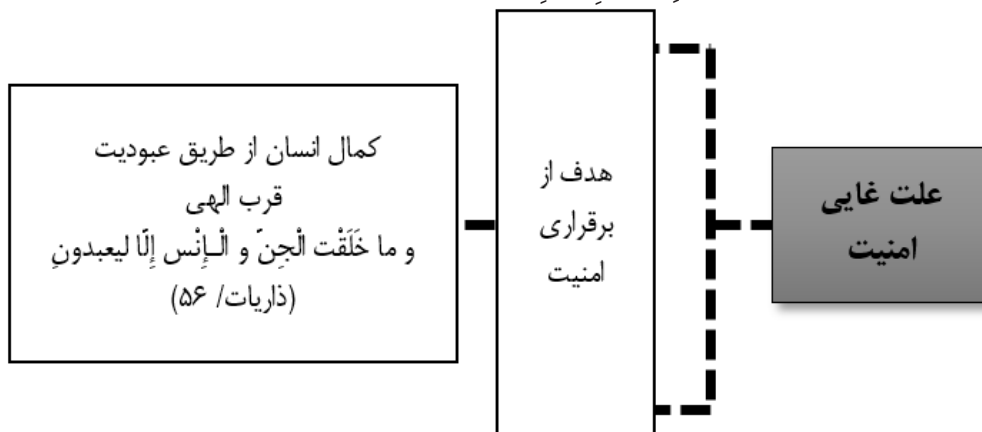 علت غایی
امنیت
هدف از
برقراری
امنیت
کمال انسان از طریق عبودیت
قرب الهی
و ما خَلَقْت الْجِنّ و الْـإِنْس إِلَّا لیعبدونِ
(ذاریات/ ۵۶)